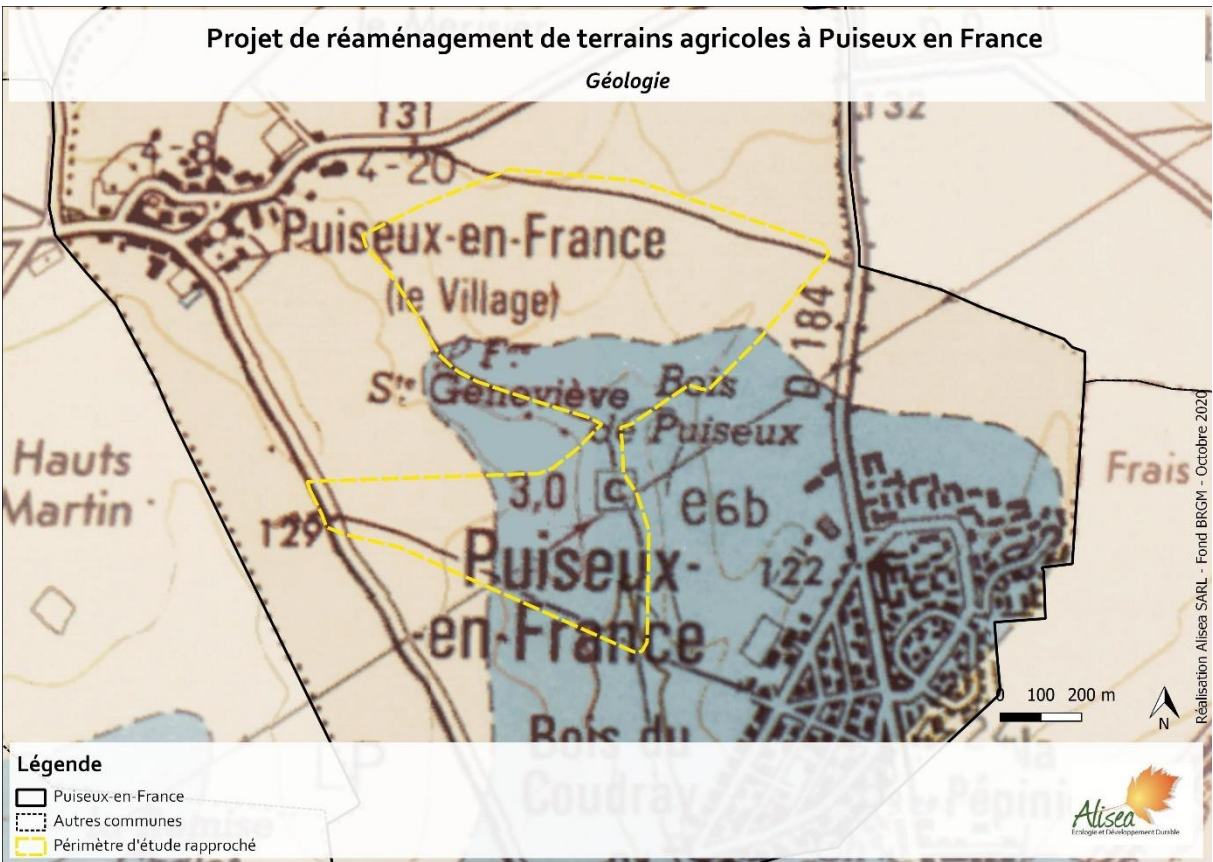 Projet de réaménagement de terrains agricoles à Puiseux en France
Géologie
131
132
4-8
4-20
Puiseux-en-France
(le Village)
D 184
Fme
Ste Geneviève
Bois
de Puiseux
Hauts
Martin
3,0
C
e6b
Frais
129
Puiseux-
-en-France
122
Bois du
Coudray
0 100 200 m
N
Réalisation Alisea SARL - Fond BRGM - Octobre 2020
Légende
Puiseux-en-France
Autres communes
Périmètre d'étude rapproché
Alisea
Ecologie et Développement Durable